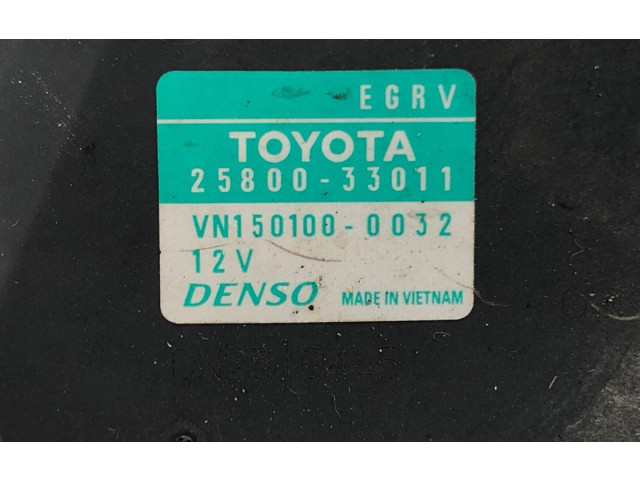 EGRV
TOYOTA
25800-33011
VN150100-0032
12V
DENSO MADE IN VIETNAM